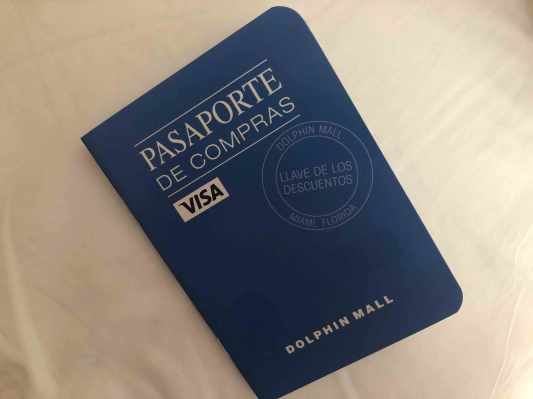 PASAPORTE
DE COMPRAS
VISA
DOLPHIN MALL
LLAVE DE LOS
DESCUENTOS
MIAMI, FLORIDA
DOLPHIN MALL